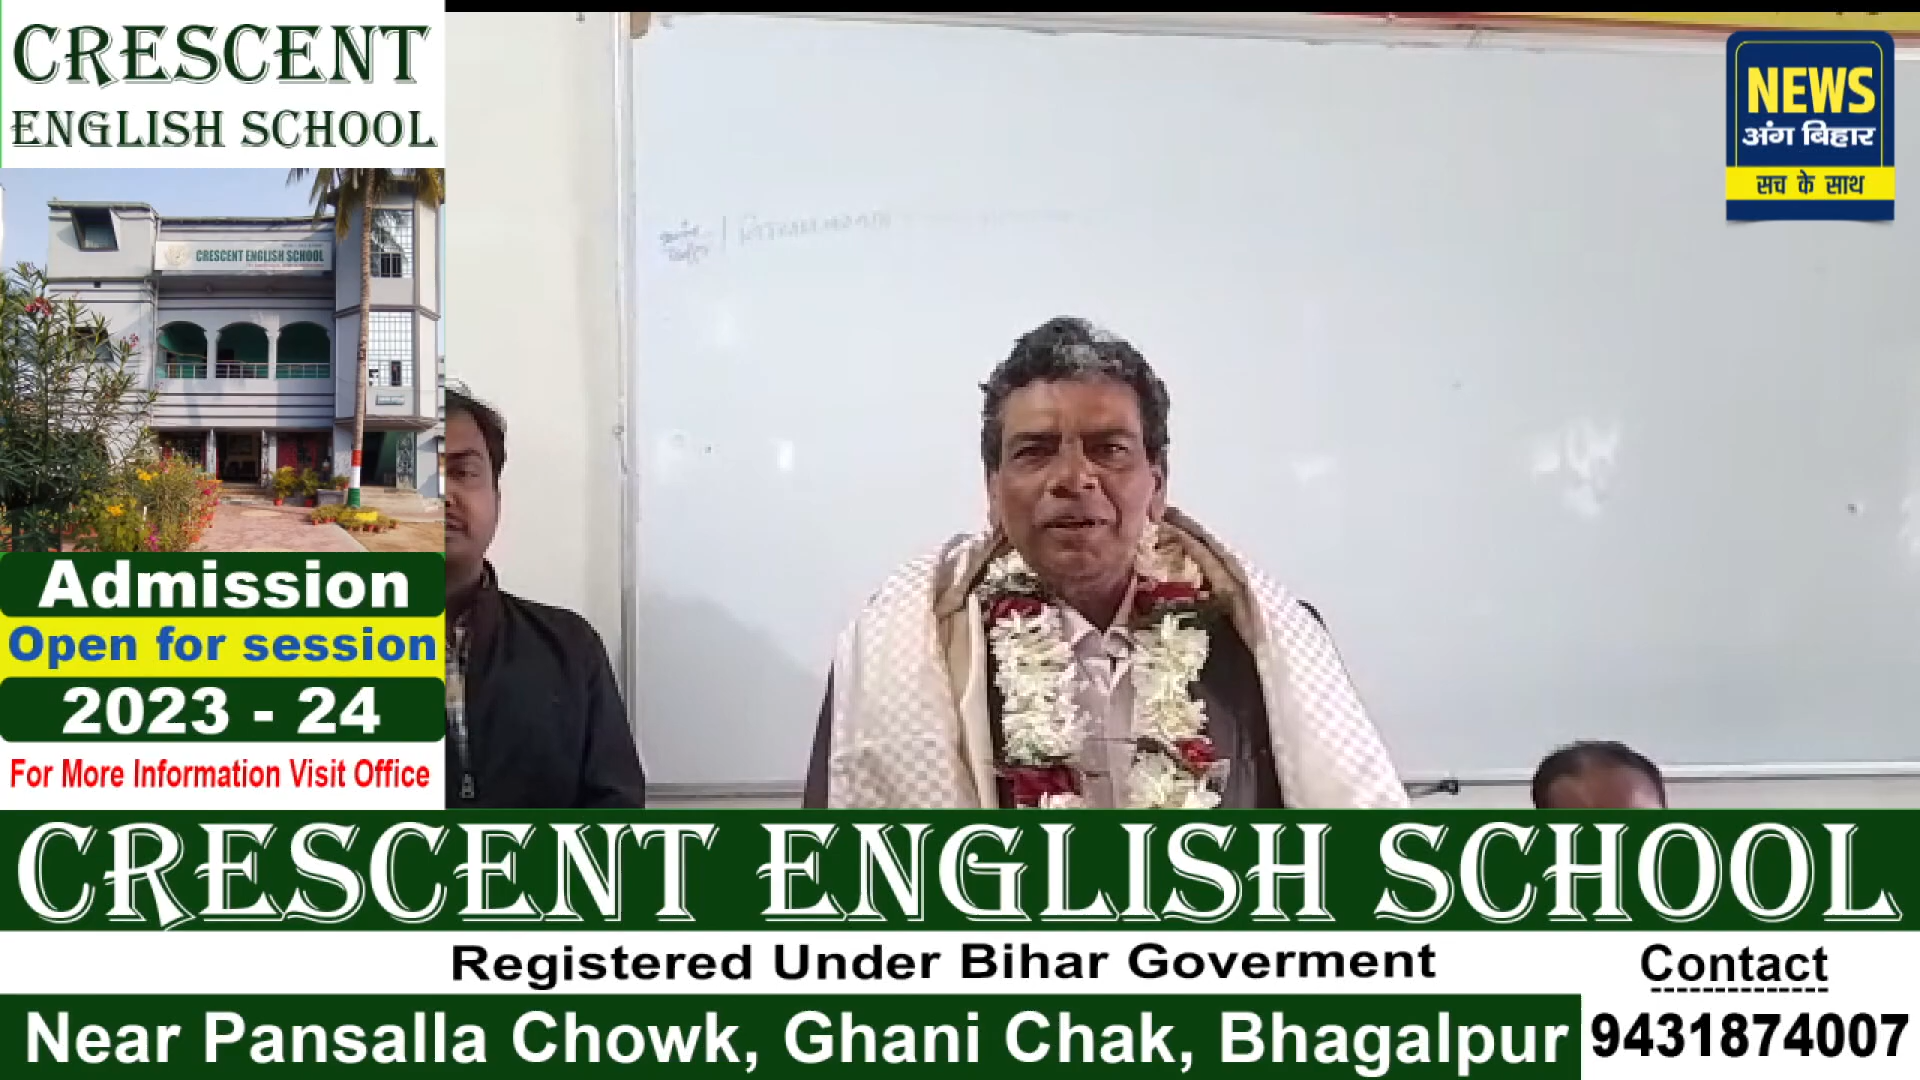 CRESCENT
ENGLISH SCHOOL
CRESCENT ENGLISH SCHOOL
Admission
Open for session
2023 - 24
For More Information Visit Office
NEWS
अंग बिहार
सच के साथ
CRESCENT ENGLISH SCHOOL
Registered Under Bihar Goverment
Contact
Near Pansalla Chowk, Ghani Chak, Bhagalpur
9431874007